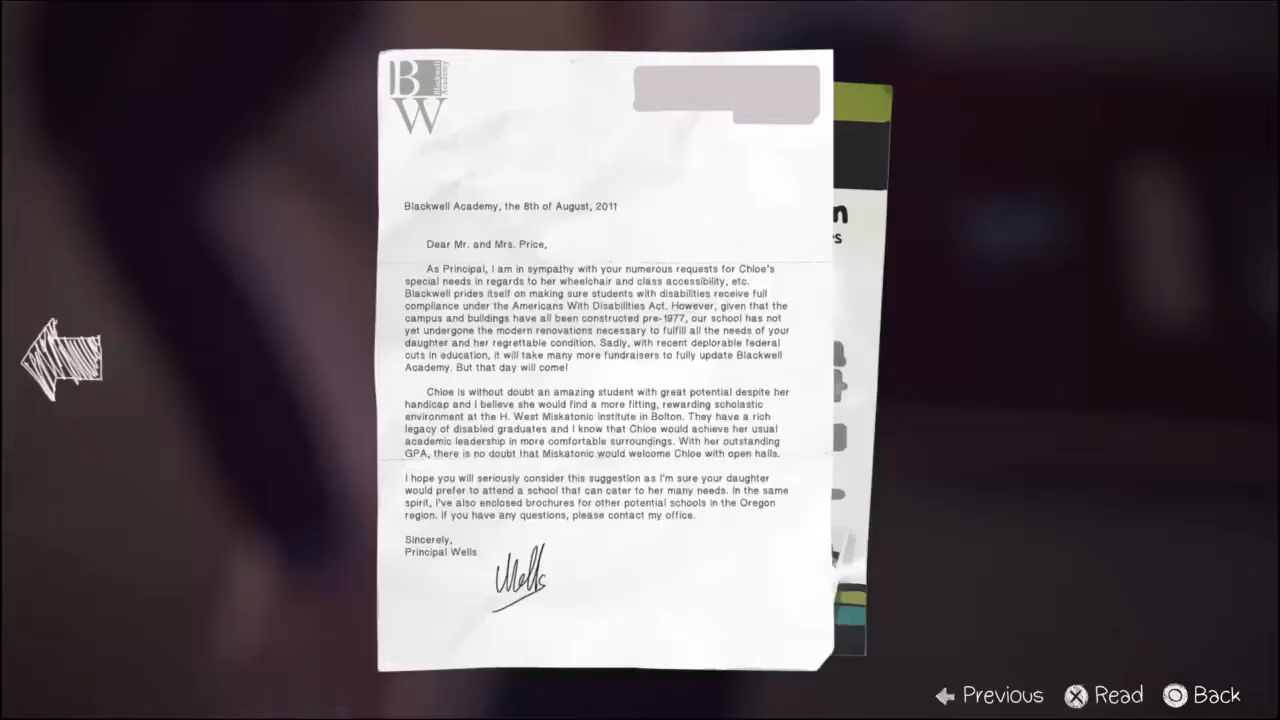 B
Blackwell
Academy
W
Blackwell Academy, the 8th of August, 2011
Dear Mr. and Mrs. Price,
As Principal, I am in sympathy with your numerous requests for Chloe's
special needs in regards to her wheelchair and class accessibility, etc.
Blackwell prides itself on making sure students with disabilities receive full
compliance under the Americans With Disabilities Act. However, given that the
campus and buildings have all been constructed pre-1977, our school has not
yet undergone the modern renovations necessary to fulfill all the needs of your
daughter and her regrettable condition. Sadly, with recent deplorable federal
cuts in education, it will take many more fundraisers to fully update Blackwell
Academy. But that day will come!
Chloe is without doubt an amazing student with great potential despite her
handicap and I believe she would find a more fitting, rewarding scholastic
environment at the H. West Miskatonic Institute in Bolton. They have a rich
legacy of disabled graduates and I know that Chloe would achieve her usual
academic leadership in more comfortable surroundings. With her outstanding
GPA, there is no doubt that Miskatonic would welcome Chloe with open halls.
I hope you will seriously consider this suggestion as I'm sure your daughter
would prefer to attend a school that can cater to her many needs. In the same
spirit, I've also enclosed brochures for other potential schools in the Oregon
region. If you have any questions, please contact my office.
Sincerely,
Principal Wells
Wells
n
s
Previous Read Back